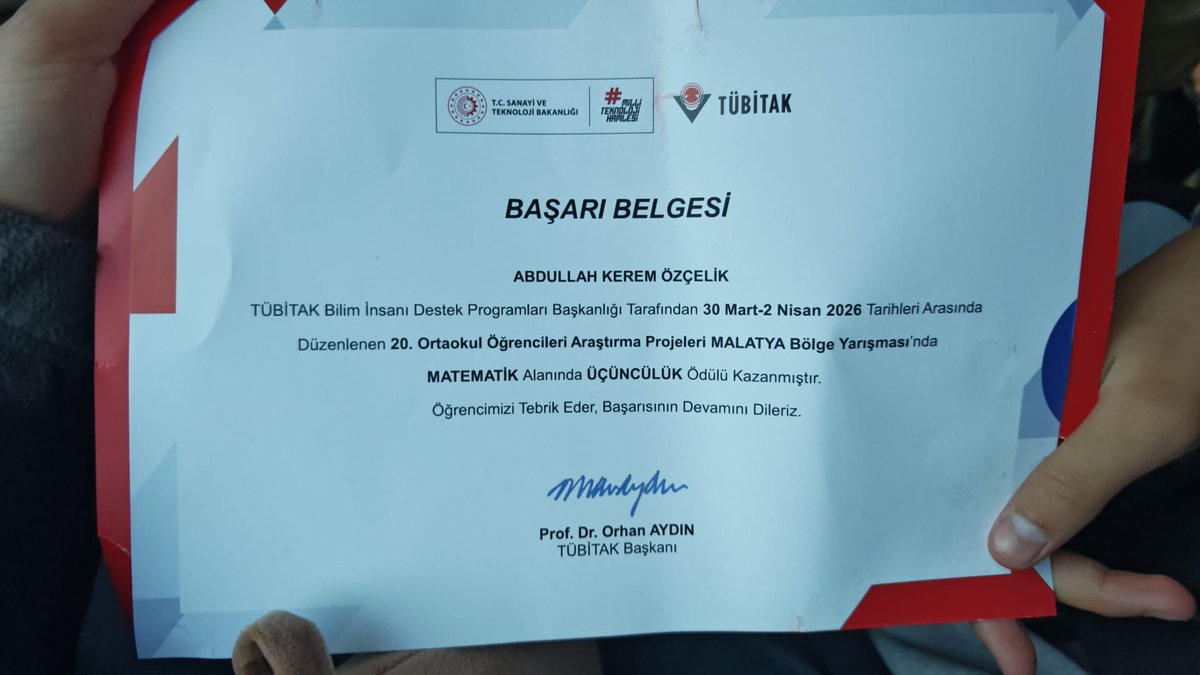 T.C. SANAYİ VE
TEKNOLOJİ BAKANLIĞI
#MİLLİ
TEKNOLOJİ
HAMLESİ
TÜBİTAK
BAŞARI BELGESİ
ABDULLAH KEREM ÖZÇELİK
TÜBİTAK Bilim İnsanı Destek Programları Başkanlığı Tarafından 30 Mart-2 Nisan 2026 Tarihleri Arasında
Düzenlenen 20. Ortaokul Öğrencileri Araştırma Projeleri MALATYA Bölge Yarışması'nda
MATEMATİK Alanında ÜÇÜNCÜLÜK Ödülü Kazanmıştır.
Öğrencimizi Tebrik Eder, Başarısının Devamını Dileriz.
Prof. Dr. Orhan AYDIN
TÜBİTAK Başkanı